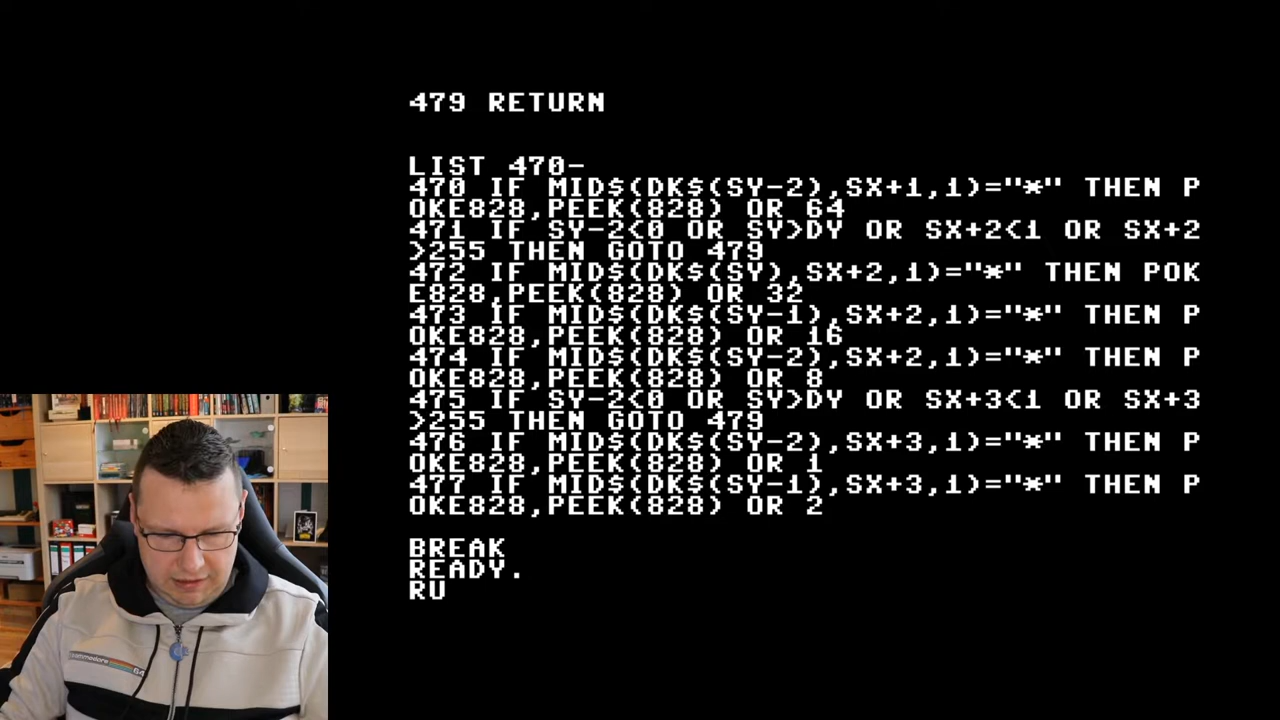 479 RETURN
LIST 470-
470 IF MID$(DK$(SY-2),SX+1,1)="*" THEN P
OKE828,PEEK(828) OR 64
471 IF SY-2<0 OR SY>DY OR SX+2<1 OR SX+2
>255 THEN GOTO 479
472 IF MID$(DK$(SY),SX+2,1)="*" THEN POK
E828,PEEK(828) OR 32
473 IF MID$(DK$(SY-1),SX+2,1)="*" THEN P
OKE828,PEEK(828) OR 16
474 IF MID$(DK$(SY-2),SX+2,1)="*" THEN P
OKE828,PEEK(828) OR 8
475 IF SY-2<0 OR SY>DY OR SX+3<1 OR SX+3
>255 THEN GOTO 479
476 IF MID$(DK$(SY-2),SX+3,1)="*" THEN P
OKE828,PEEK(828) OR 1
477 IF MID$(DK$(SY-1),SX+3,1)="*" THEN P
OKE828,PEEK(828) OR 2
BREAK
READY.
RU
commodore 64